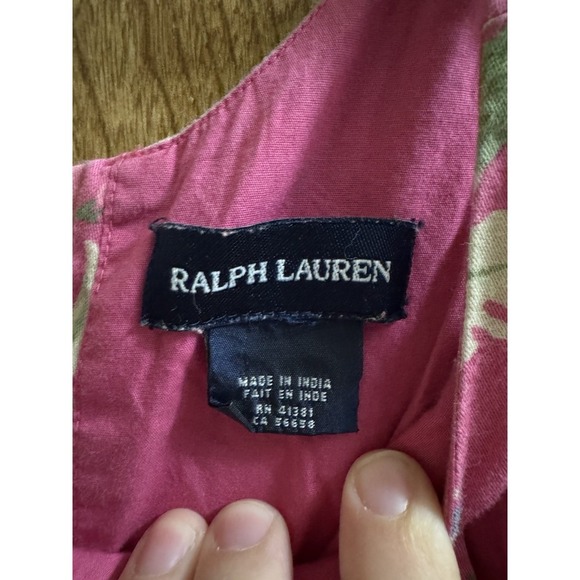 RALPH LAUREN
MADE IN INDIA
FAIT EN INDE
RN 41381
CA 56658